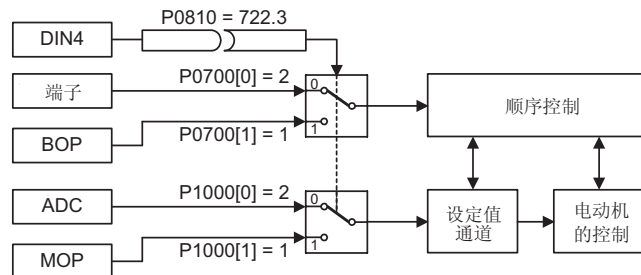 P0810 = 722.3
DIN4
端子
P0700[0] = 2
0
1
BOP
P0700[1] = 1
顺序控制
ADC
P1000[0] = 2
0
1
MOP
P1000[1] = 1
设定值
通道
电动机
的控制